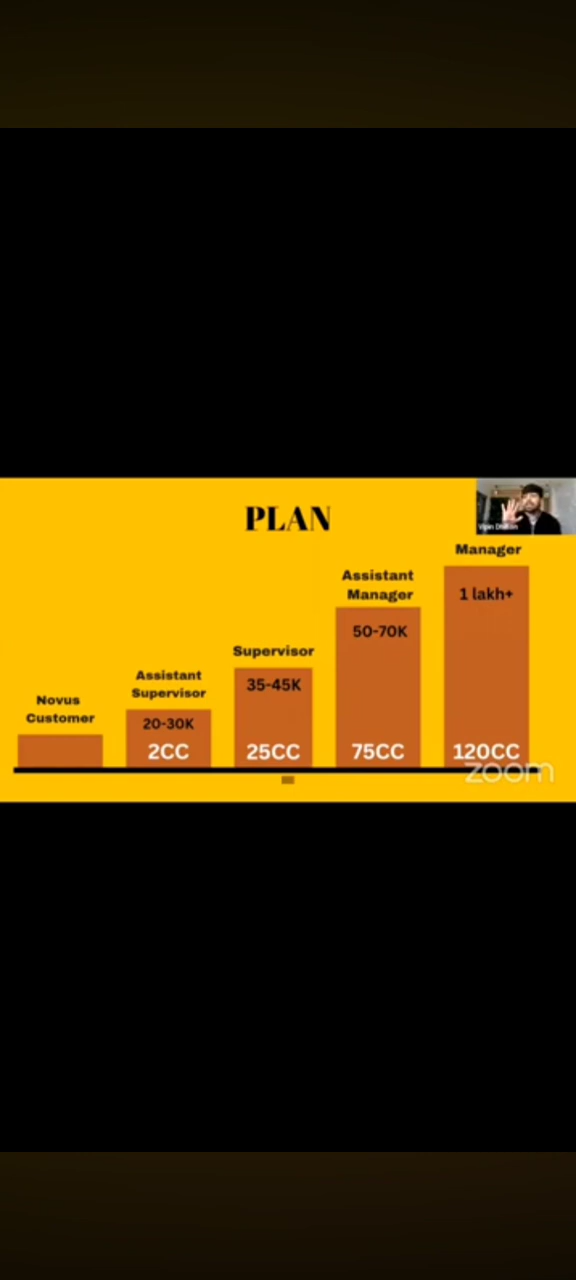 PLAN
Novus
Customer
Assistant
Supervisor
20-30K
2CC
Supervisor
35-45K
25CC
Assistant
Manager
50-70K
75CC
Manager
1 lakh+
120CC
zoom
Vipin